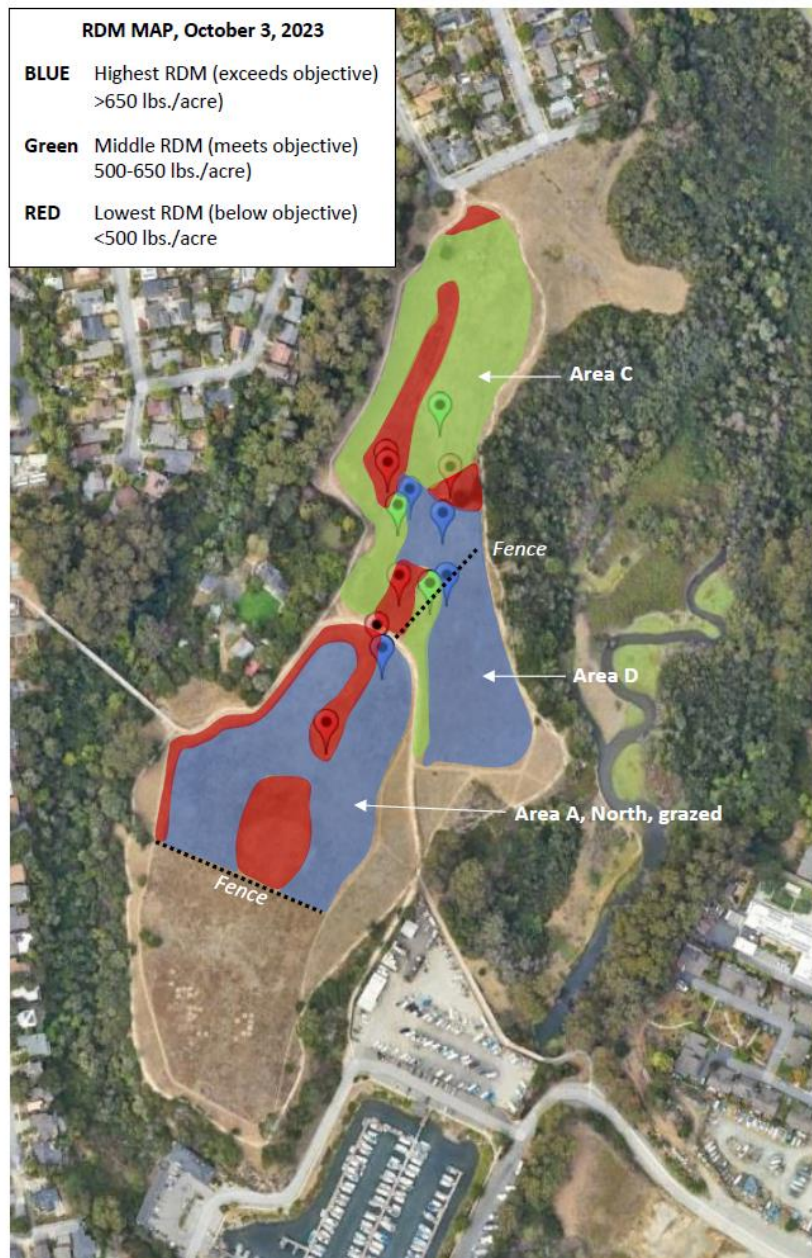 RDM MAP, October 3, 2023
BLUE Highest RDM (exceeds objective)
>650 lbs./acre)
Green Middle RDM (meets objective)
500-650 lbs./acre)
RED Lowest RDM (below objective)
<500 lbs./acre
Area C
Fence
Area D
Area A, North, grazed
Fence